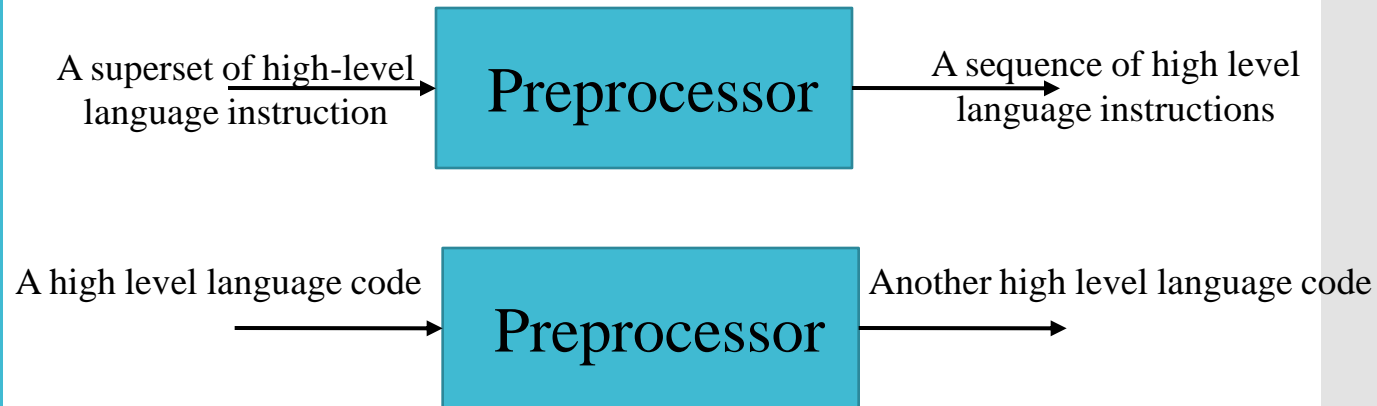 A superset of high-level
language instruction
Preprocessor
A sequence of high level
language instructions
A high level language code
Preprocessor
Another high level language code